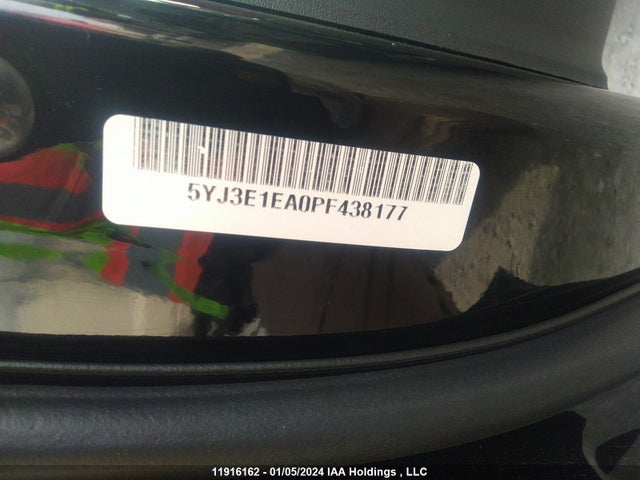 5YJ3E1EA0PF438177
11916162 - 01/05/2024 IAA Holdings , LLC